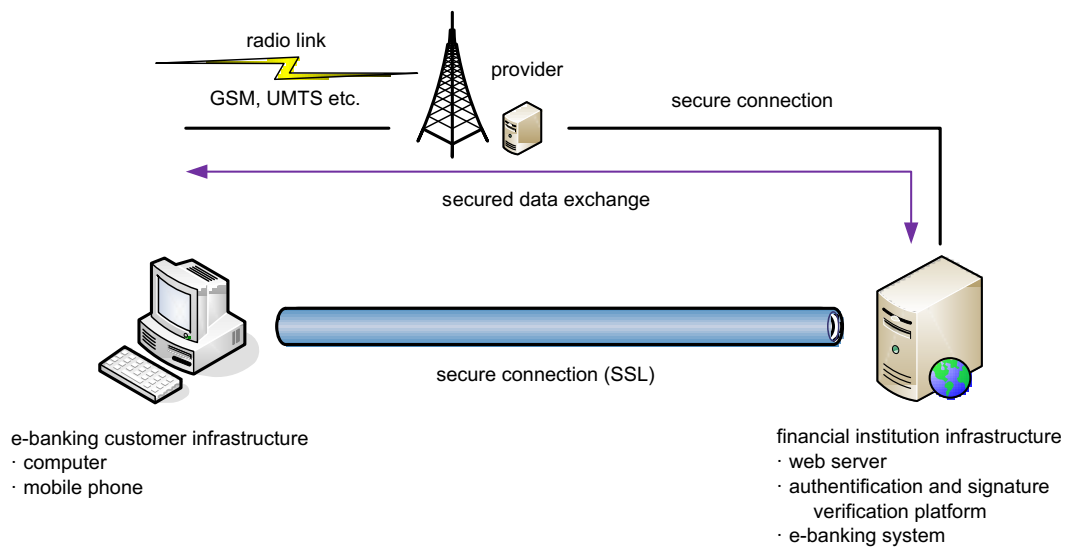 radio link
provider
GSM, UMTS etc.
secure connection
secured data exchange
secure connection (SSL)
e-banking customer infrastructure
· computer
· mobile phone
financial institution infrastructure
· web server
· authentification and signature
verification platform
· e-banking system